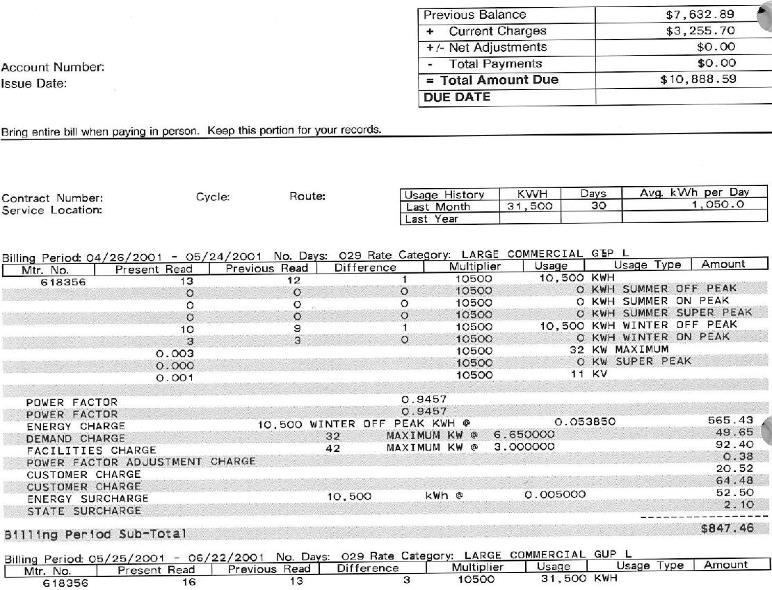 Previous Balance $7,632.89
+ Current Charges $3,255.70
+/- Net Adjustments $0.00
- Total Payments $0.00
= Total Amount Due $10,888.59
DUE DATE
Account Number:
Issue Date:
Bring entire bill when paying in person. Keep this portion for your records.
Contract Number: Cycle: Route:
Service Location:
Usage History KWH Days Avg. kWh per Day
Last Month 31,500 30 1,050.0
Last Year
Billing Period: 04/26/2001 - 05/24/2001 No. Days: 029 Rate Category: LARGE COMMERCIAL GEP L
Mtr. No. Present Read Previous Read Difference Multiplier Usage Usage Type Amount
618356 13 12 1 10500 10,500 KWH
0 0 0 10500 0 KWH SUMMER OFF PEAK
0 0 0 10500 0 KWH SUMMER ON PEAK
0 0 0 10500 0 KWH SUMMER SUPER PEAK
10 9 1 10500 10,500 KWH WINTER OFF PEAK
3 3 0 10500 0 KWH WINTER ON PEAK
0.003 10500 32 KW MAXIMUM
0.000 10500 0 KW SUPER PEAK
0.001 10500 11 KV
POWER FACTOR 0.9457
POWER FACTOR 0.9457
ENERGY CHARGE 10,500 WINTER OFF PEAK KWH @ 0.053850 565.43
DEMAND CHARGE 32 MAXIMUM KW @ 6.650000 49.65
FACILITIES CHARGE 42 MAXIMUM KW @ 3.000000 92.40
POWER FACTOR ADJUSTMENT CHARGE 0.38
CUSTOMER CHARGE 20.52
CUSTOMER CHARGE 64.48
ENERGY SURCHARGE 10,500 kWh @ 0.005000 52.50
STATE SURCHARGE 2.10
Billing Period Sub-Total $847.46
Billing Period: 05/25/2001 - 06/22/2001 No. Days: 029 Rate Category: LARGE COMMERCIAL GUP L
Mtr. No. Present Read Previous Read Difference Multiplier Usage Usage Type Amount
618356 16 13 3 10500 31,500 KWH